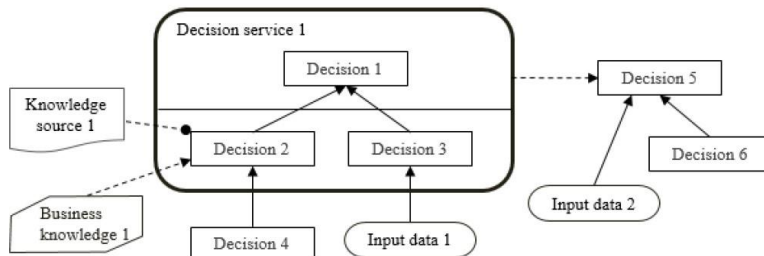 Decision service 1
Decision 1
Decision 5
Knowledge
source 1
Decision 2
Decision 3
Decision 6
Input data 2
Business
knowledge 1
Decision 4
Input data 1